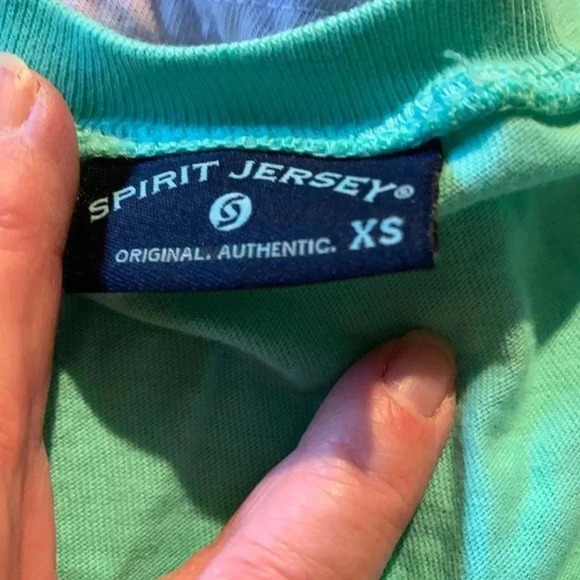 SPIRIT JERSEY®
ORIGINAL. AUTHENTIC. XS